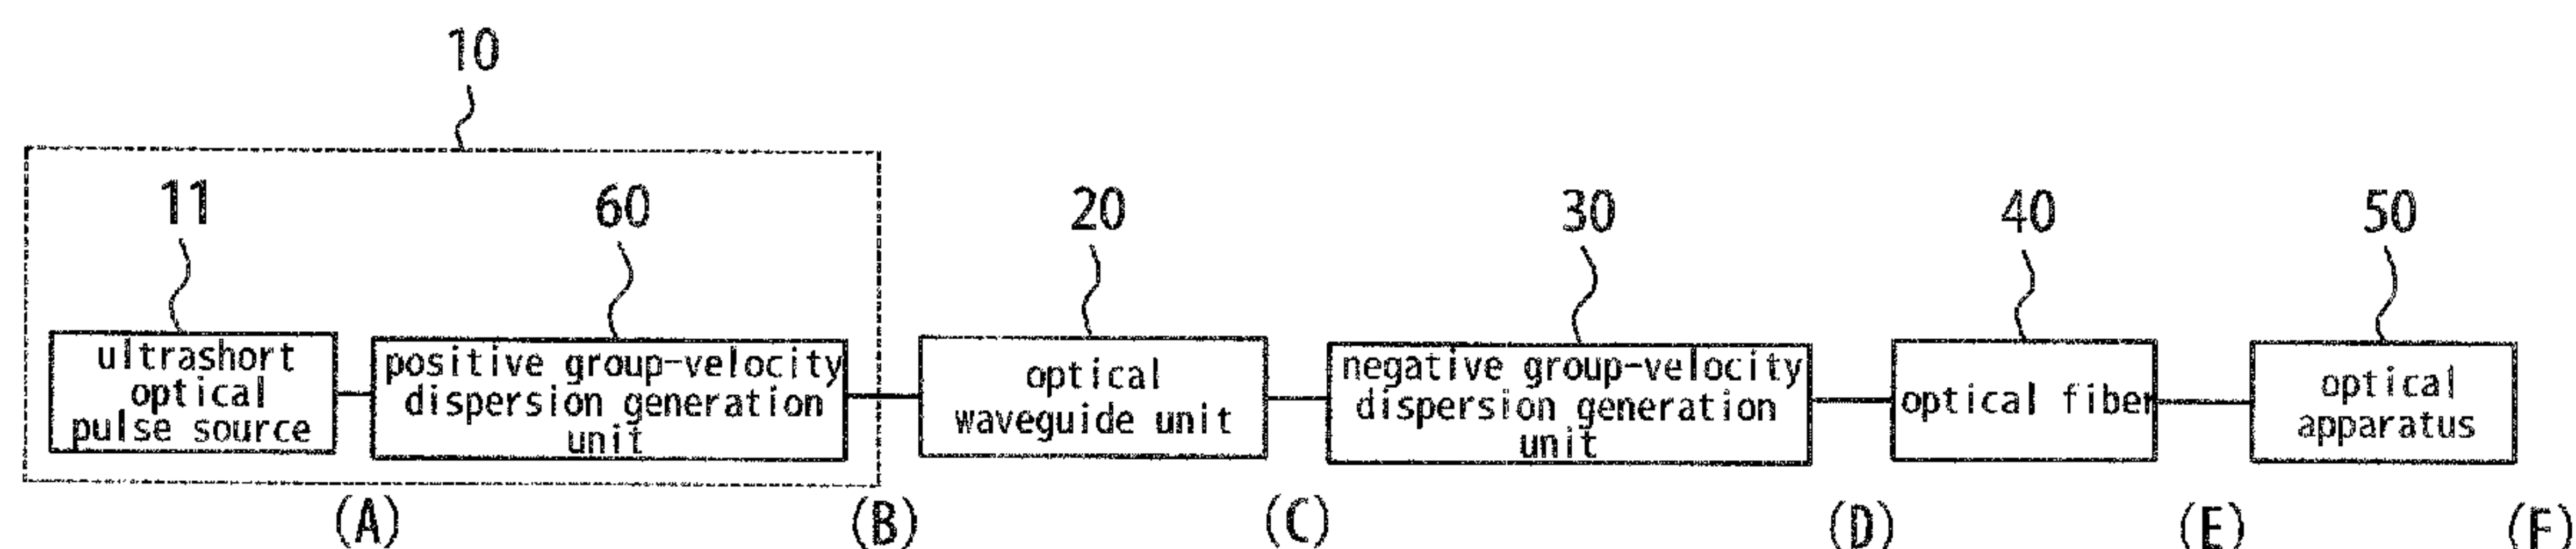 10
11
60
20
30
40
50
ultrashort
optical
pulse source
positive group-velocity
dispersion generation
unit
optical
waveguide unit
negative group-velocity
dispersion generation
unit
optical fiber
optical
apparatus
(A)
(B)
(C)
(D)
(E)
(F)